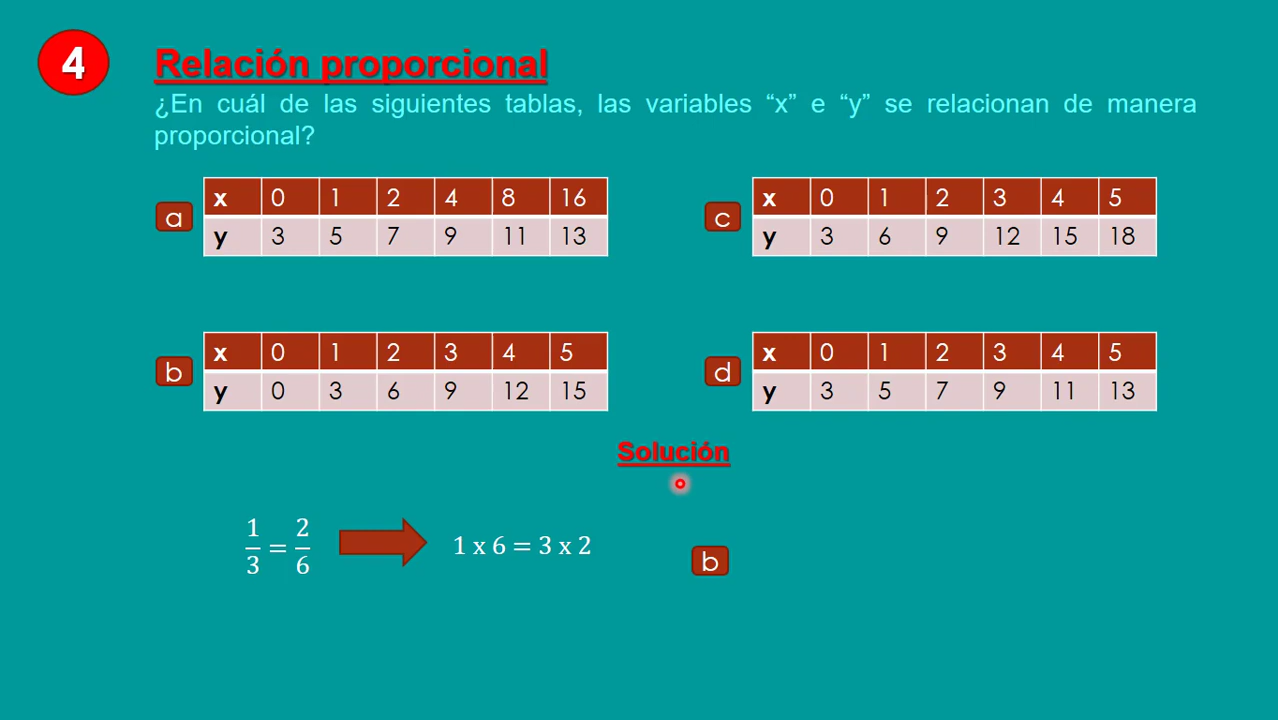 4
Relación proporcional
¿En cuál de las siguientes tablas, las variables “x” e “y” se relacionan de manera
proporcional?
a
x 0 1 2 4 8 16
y 3 5 7 9 11 13
c
x 0 1 2 3 4 5
y 3 6 9 12 15 18
b
x 0 1 2 3 4 5
y 0 3 6 9 12 15
d
x 0 1 2 3 4 5
y 3 5 7 9 11 13
Solución
1/3 = 2/6
1 x 6 = 3 x 2
b